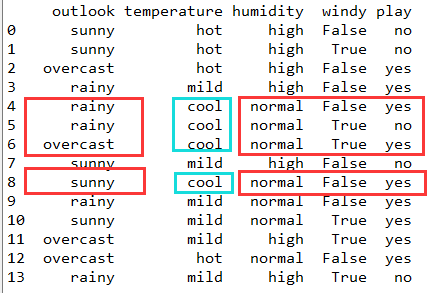 outlook temperature humidity windy play
0 sunny hot high False no
1 sunny hot high True no
2 overcast hot high False yes
3 rainy mild high False yes
4 rainy cool normal False yes
5 rainy cool normal True no
6 overcast cool normal True yes
7 sunny mild high False no
8 sunny cool normal False yes
9 rainy mild normal False yes
10 sunny mild normal True yes
11 overcast mild high True yes
12 overcast hot normal False yes
13 rainy mild high True no